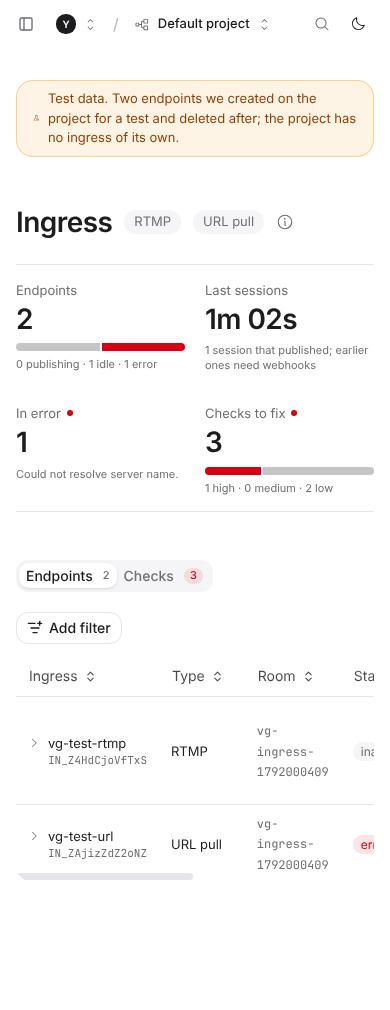 Y / Default project
Test data. Two endpoints we created on the
project for a test and deleted after; the project has
no ingress of its own.
Ingress RTMP URL pull
Endpoints
2
0 publishing · 1 idle · 1 error
Last sessions
1m 02s
1 session that published; earlier
ones need webhooks
In error
1
Could not resolve server name.
Checks to fix
3
1 high · 0 medium · 2 low
Endpoints 2 Checks 3
Add filter
Ingress Type Room Sta
vg-test-rtmp
IN_Z4HdCjoVfTxS
RTMP
vg-
ingress-
1792000409
ina
vg-test-url
IN_ZAjizZdZ2oNZ
URL pull
vg-
ingress-
1792000409
err